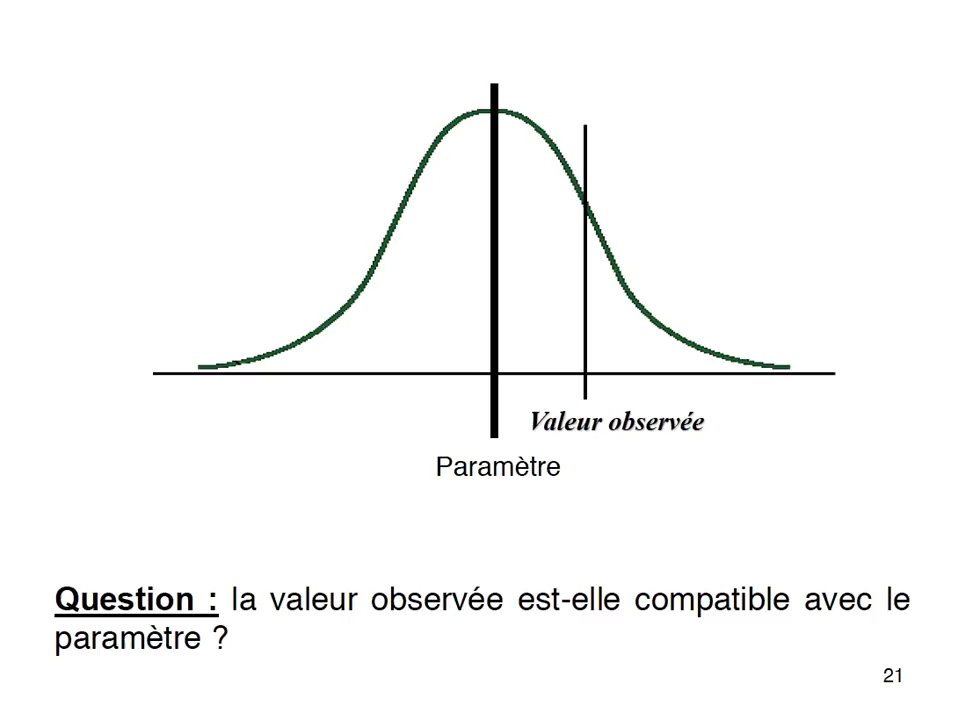 Valeur observée
Paramètre
Question : la valeur observée est-elle compatible avec le
paramètre ?
21